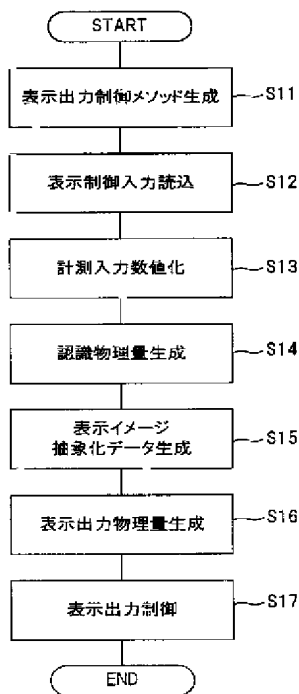 START
表示出力制御メソッド生成
S11
表示制御入力読込
S12
計測入力数値化
S13
認識物理量生成
S14
表示イメージ
抽象化データ生成
S15
表示出力物理量生成
S16
表示出力制御
S17
END